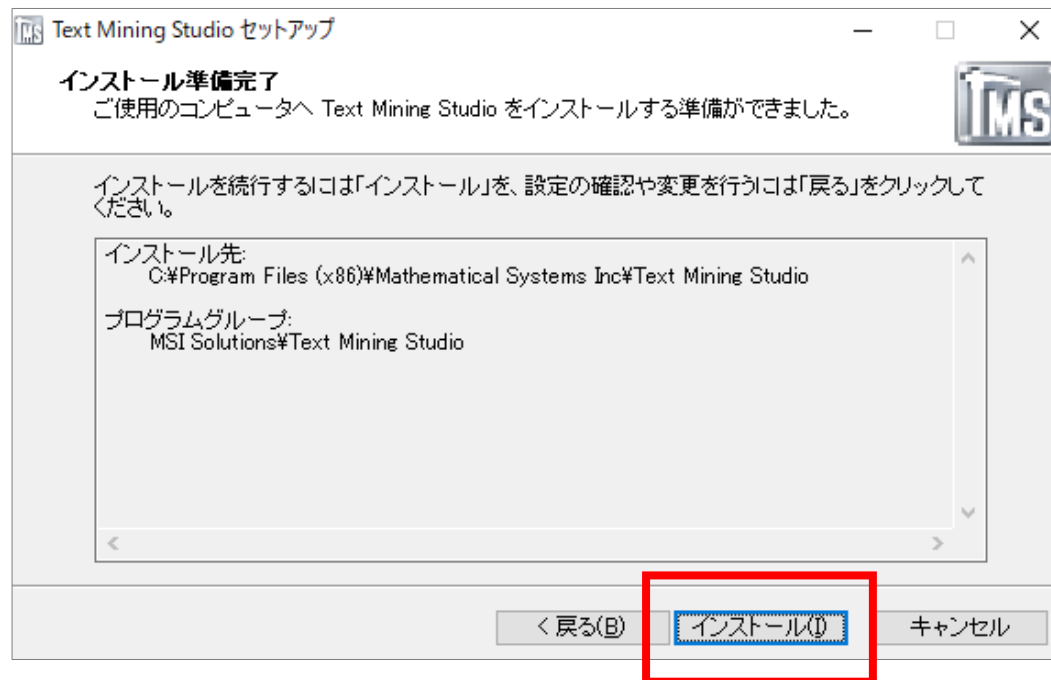 Text Mining Studio セットアップ
インストール準備完了
ご使用のコンピュータへ Text Mining Studio をインストールする準備ができました。
TMS
インストールを続行するには「インストール」を、設定の確認や変更を行うには「戻る」をクリックして
ください。
インストール先:
C:¥Program Files (x86)¥Mathematical Systems Inc¥Text Mining Studio
プログラムグループ:
MSI Solutions¥Text Mining Studio
< 戻る(B)
インストール(I)
キャンセル